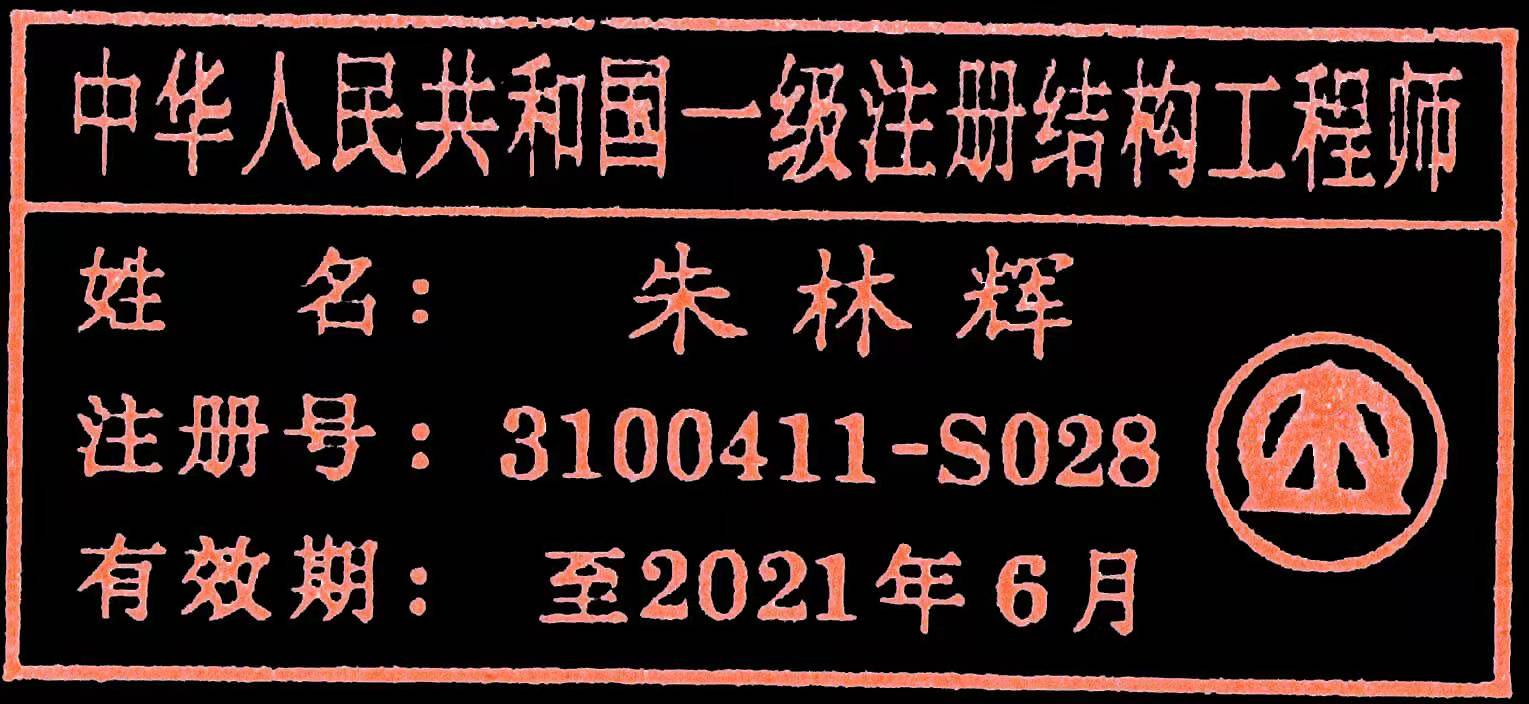 中华人民共和国一级注册结构工程师
姓 名： 朱林辉
注册号：3100411-S028
有效期： 至2021年6月